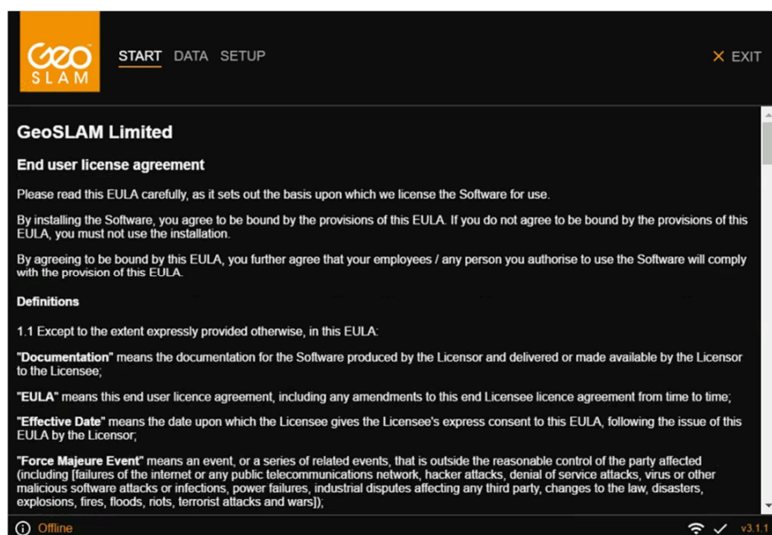 GEO
SLAM
START DATA SETUP
EXIT
GeoSLAM Limited
End user license agreement
Please read this EULA carefully, as it sets out the basis upon which we license the Software for use.
By installing the Software, you agree to be bound by the provisions of this EULA. If you do not agree to be bound by the provisions of this
EULA, you must not use the installation.
By agreeing to be bound by this EULA, you further agree that your employees / any person you authorise to use the Software will comply
with the provision of this EULA.
Definitions
1.1 Except to the extent expressly provided otherwise, in this EULA:
"Documentation" means the documentation for the Software produced by the Licensor and delivered or made available by the Licensor
to the Licensee;
"EULA" means this end user licence agreement, including any amendments to this end Licensee licence agreement from time to time;
"Effective Date" means the date upon which the Licensee gives the Licensee's express consent to this EULA, following the issue of this
EULA by the Licensor;
"Force Majeure Event" means an event, or a series of related events, that is outside the reasonable control of the party affected
(including [failures of the internet or any public telecommunications network, hacker attacks, denial of service attacks, virus or other
malicious software attacks or infections, power failures, industrial disputes affecting any third party, changes to the law, disasters,
explosions, fires, floods, riots, terrorist attacks and wars]);
Offline
v3.1.1